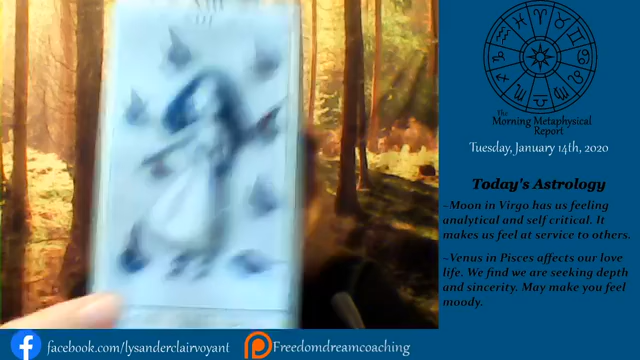 The
Morning Metaphysical
Report
Tuesday, January 14th, 2020
Today's Astrology
~Moon in Virgo has us feeling
analytical and self critical. It
makes us feel at service to others.
~Venus in Pisces affects our love
life. We find we are seeking depth
and sincerity. May make you feel
moody.
facebook.com/lysanderclairvoyant
Freedomdreamcoaching